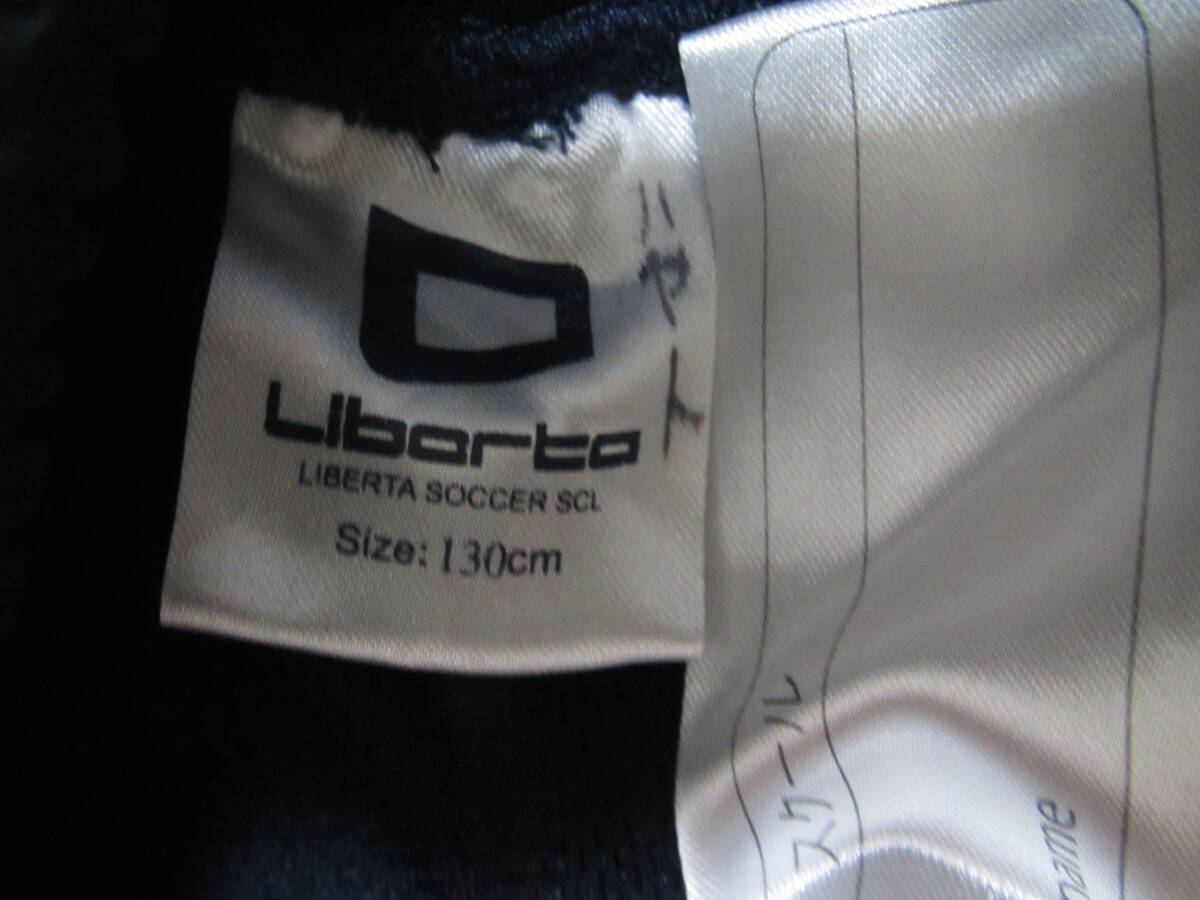 Liberta
LIBERTA SOCCER SCL
Size: 130cm
スクール
name